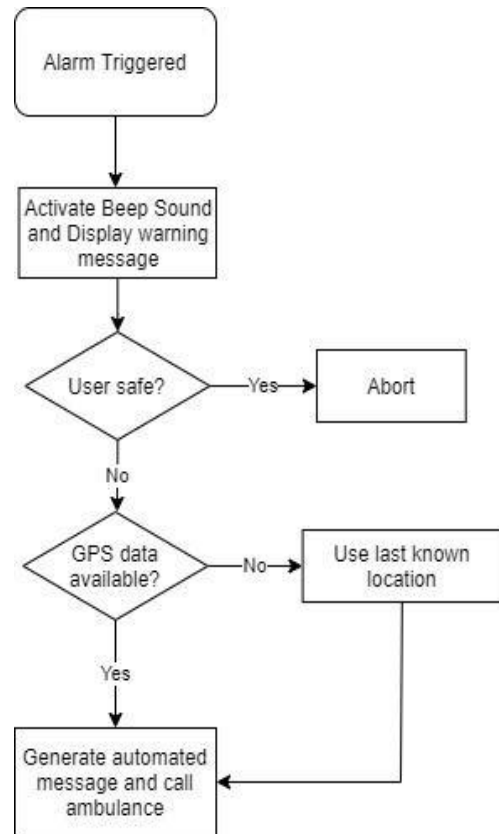 Alarm Triggered
Activate Beep Sound
and Display warning
message
User safe?
Yes
Abort
No
GPS data
available?
No
Use last known
location
Yes
Generate automated
message and call
ambulance